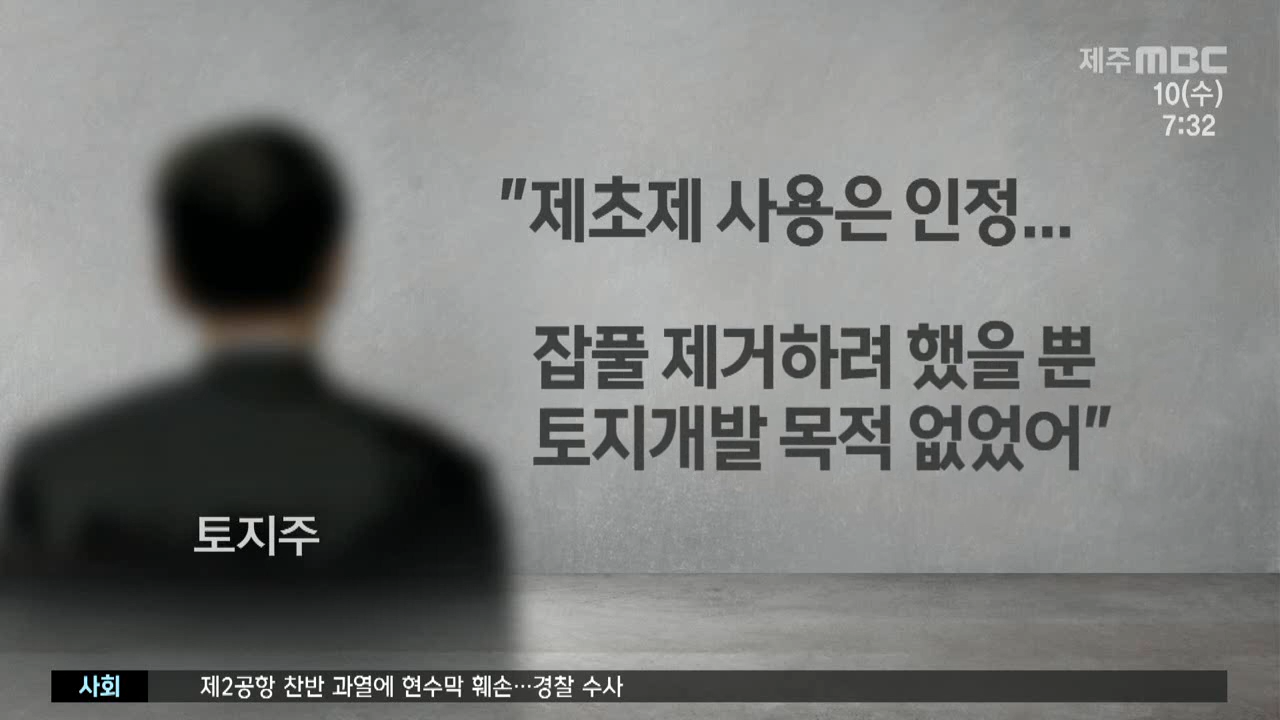 제주MBC
10(수)
7:32
"제초제 사용은 인정...
잡풀 제거하려 했을 뿐
토지개발 목적 없었어"
토지주
사회 제2공항 찬반 과열에 현수막 훼손…경찰 수사